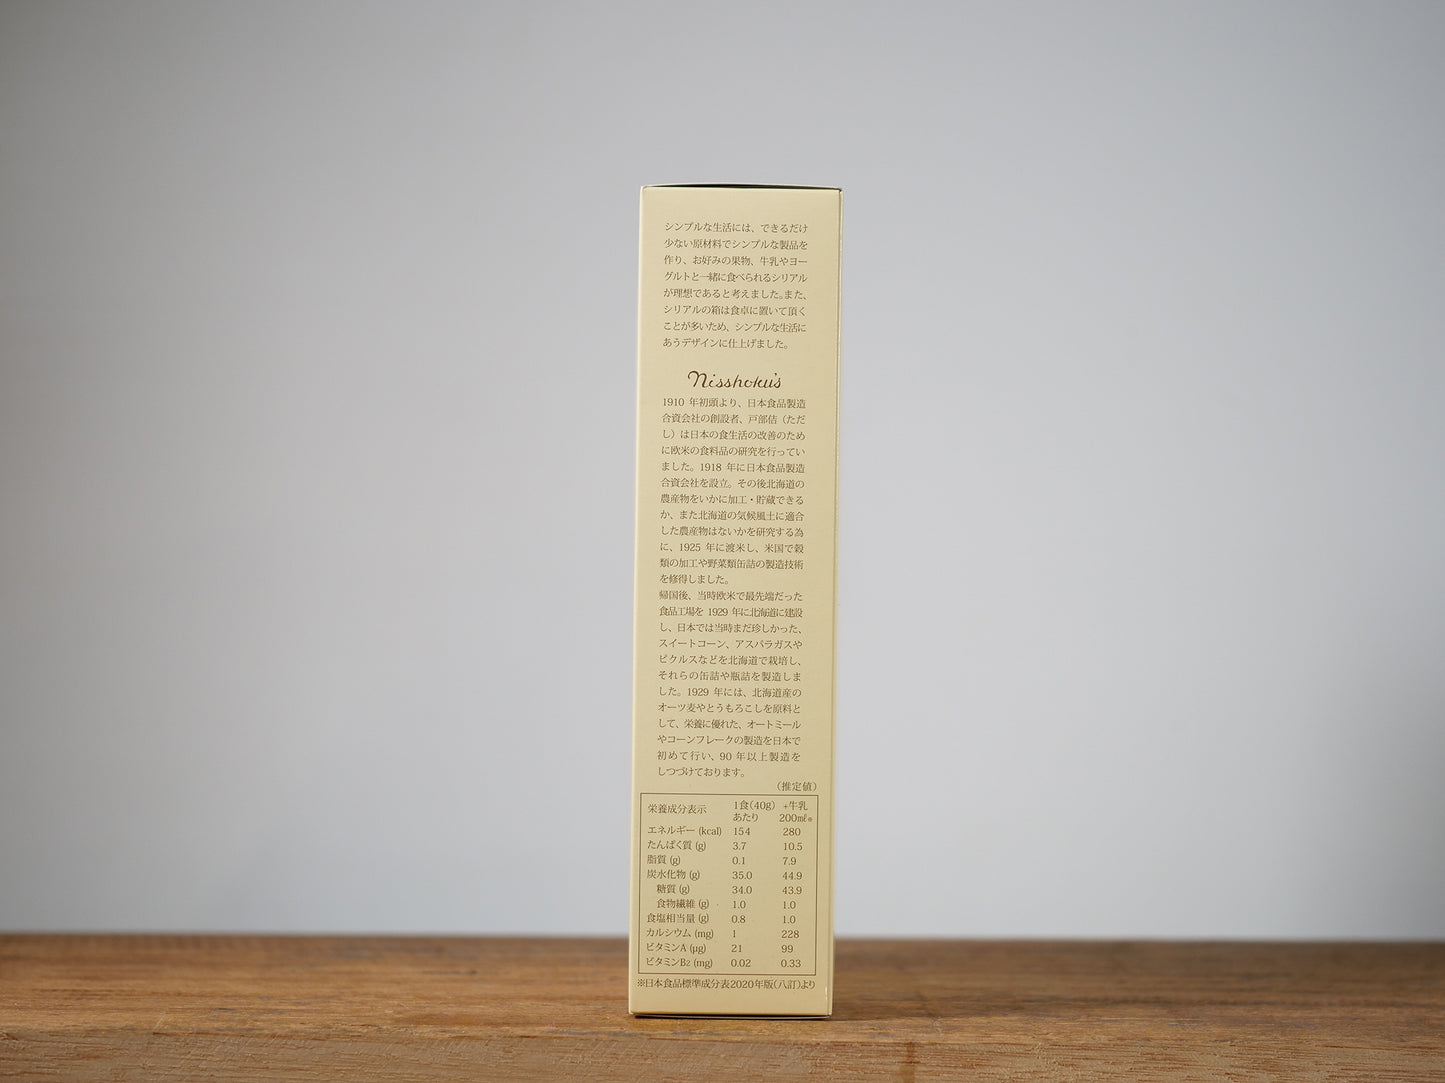 シンプルな生活には、できるだけ
少ない原材料でシンプルな製品を
作り、お好みの果物、牛乳やヨー
グルトと一緒に食べられるシリアル
が理想であると考えました。また、
シリアルの箱は食卓に置いて頂く
ことが多いため、シンプルな生活に
あうデザインに仕上げました。
Nisshoku's
1910 年初頭より、日本食品製造
合資会社の創設者、戸部佶（ただ
し）は日本の食生活の改善のため
に欧米の食料品の研究を行ってい
ました。1918 年に日本食品製造
合資会社を設立。その後北海道の
農産物をいかに加工・貯蔵できる
か、また北海道の気候風土に適合
した農産物はないかを研究する為
に、1925 年に渡米し、米国で穀
類の加工や野菜類缶詰の製造技術
を修得しました。
帰国後、当時欧米で最先端だった
食品工場を 1929 年に北海道に建設
し、日本では当時まだ珍しかった、
スイートコーン、アスパラガスや
ピクルスなどを北海道で栽培し、
それらの缶詰や瓶詰を製造しま
した。1929 年には、北海道産の
オーツ麦やとうもろこしを原料と
して、栄養に優れた、オートミール
やコーンフレークの製造を日本で
初めて行い、90 年以上製造を
しつづけております。
（推定値）
栄養成分表示 1食(40g)あたり +牛乳200㎖※
エネルギー (kcal) 154 280
たんぱく質 (g) 3.7 10.5
脂質 (g) 0.1 7.9
炭水化物 (g) 35.0 44.9
糖質 (g) 34.0 43.9
食物繊維 (g) 1.0 1.0
食塩相当量 (g) 0.8 1.0
カルシウム (mg) 1 228
ビタミンA (μg) 21 99
ビタミンB2 (mg) 0.02 0.33
※日本食品標準成分表2020年版(八訂)より